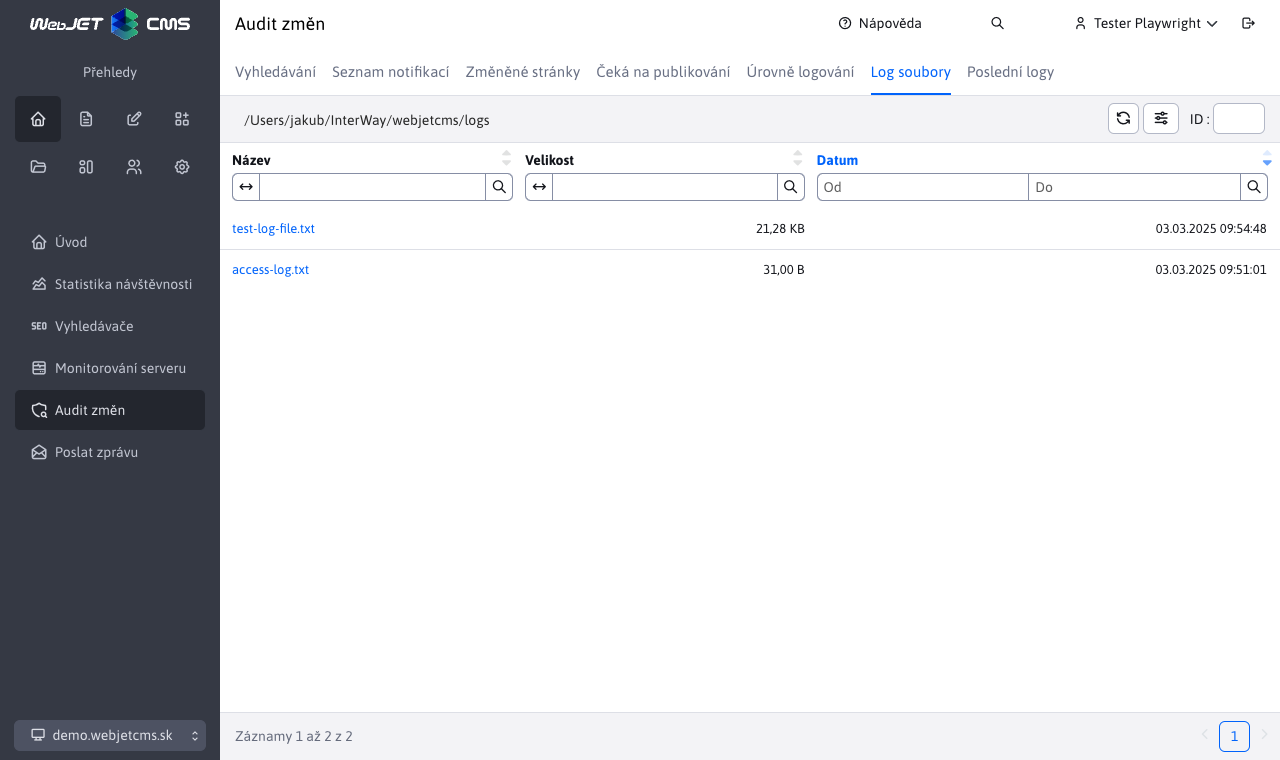 WebJET CMS
Audit změn
Nápověda
Tester Playwright
Přehledy
Vyhledávání
Seznam notifikací
Změněné stránky
Čeká na publikování
Úrovně logování
Log soubory
Poslední logy
/Users/jakub/InterWay/webjetcms/logs
ID :
Název
Velikost
Datum
Od
Do
test-log-file.txt
21,28 KB
03.03.2025 09:54:48
access-log.txt
31,00 B
03.03.2025 09:51:01
Úvod
Statistika návštěvnosti
SEO Vyhledávače
Monitorování serveru
Audit změn
Poslat zprávu
demo.webjetcms.sk
Záznamy 1 až 2 z 2
1